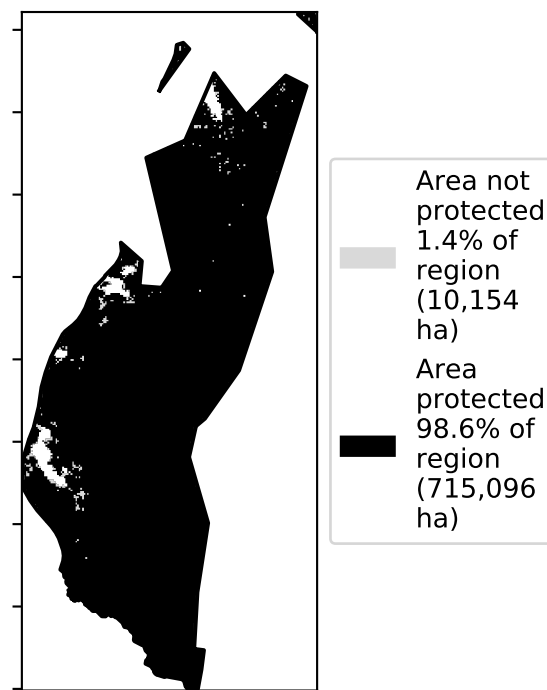 Area not
protected
1.4% of
region
(10,154
ha)
Area
protected
98.6% of
region
(715,096
ha)